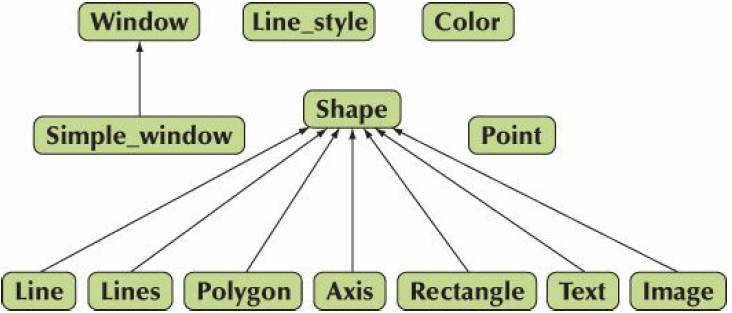 Window Line_style Color
Shape
Simple_window Point
Line Lines Polygon Axis Rectangle Text Image